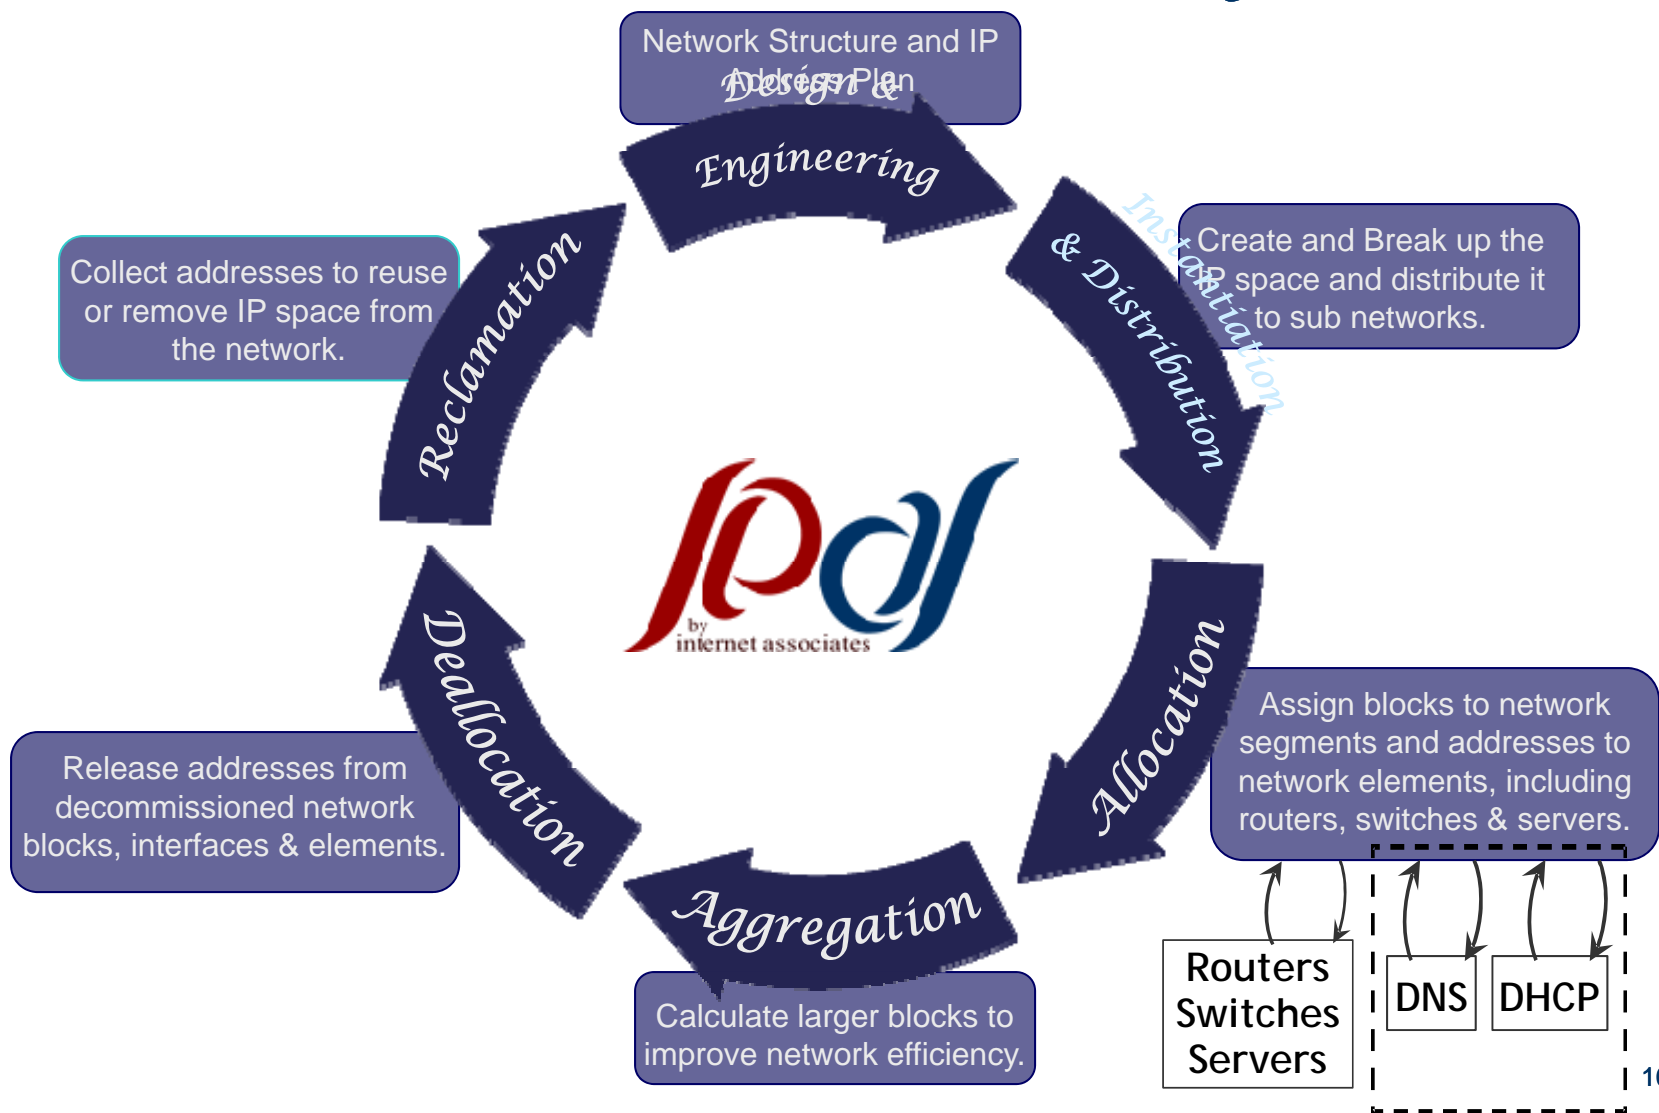 Network Structure and IP
Address Plan
Design &
Engineering
Instantiation
& Distribution
Create and Break up the
IP space and distribute it
to sub networks.
Collect addresses to reuse
or remove IP space from
the network.
Reclamation
by
internet associates
Allocation
Assign blocks to network
segments and addresses to
network elements, including
routers, switches & servers.
Deallocation
Release addresses from
decommissioned network
blocks, interfaces & elements.
Aggregation
Calculate larger blocks to
improve network efficiency.
Routers
Switches
Servers
DNS
DHCP